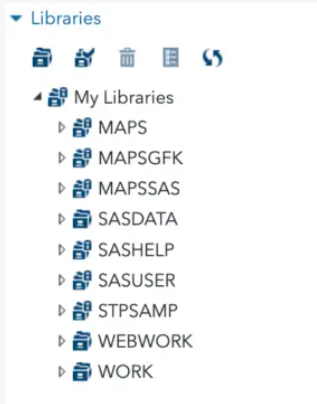 Libraries
My Libraries
MAPS
MAPSGFK
MAPSSAS
SASDATA
SASHELP
SASUSER
STPSAMP
WEBWORK
WORK